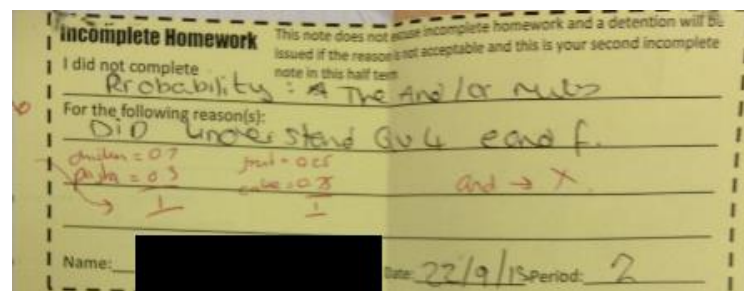 Incomplete Homework
This note does not excuse incomplete homework and a detention will be
issued if the reason is not acceptable and this is your second incomplete
note in this half term
I did not complete
Probability : The And / or rules
For the following reason(s):
DiD understand Qu 4 e and f.
chicken = 0.7
pasta = 0.3
1
fruit = 0.25
cake = 0.75
1
and → X
Name:
Date: 22/9/15 Period: 2